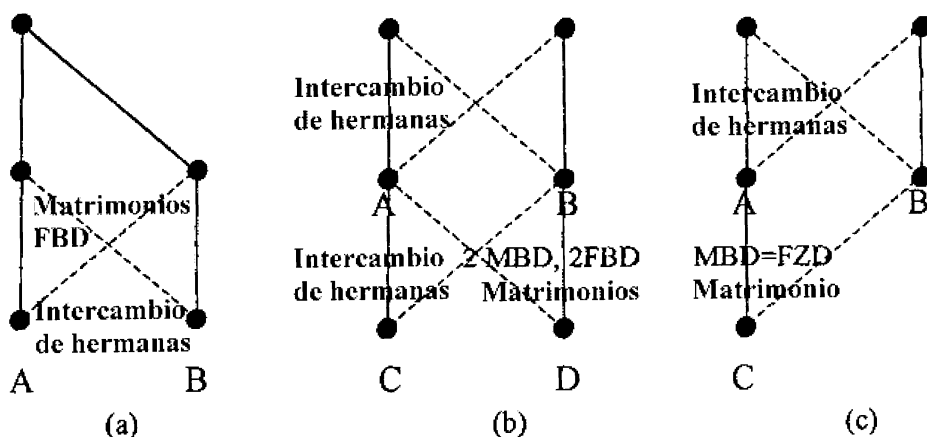 Matrimonios
FBD
Intercambio
de hermanas
A
B
(a)
Intercambio
de hermanas
A
B
Intercambio
de hermanas
2 MBD, 2FBD
Matrimonios
C
D
(b)
Intercambio
de hermanas
A
B
MBD=FZD
Matrimonio
C
(c)